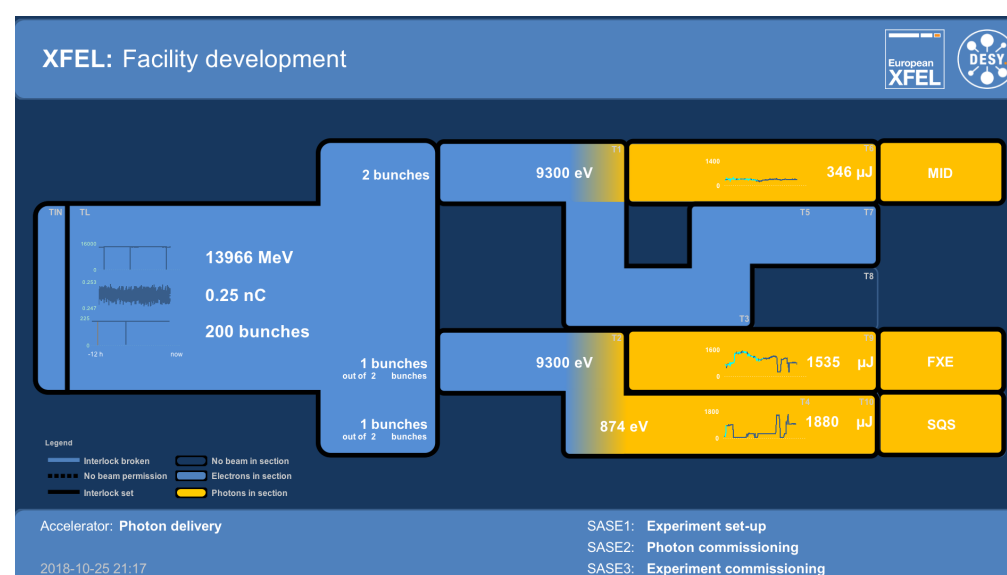 XFEL: Facility development
European
XFEL
DESY
T1
T6
2 bunches
9300 eV
1400
0
346 µJ
MID
TIN
TL
T5
T7
16000
0
13966 MeV
0.253
0.247
0.25 nC
T8
225
0
200 bunches
-12 h
now
T3
T2
T9
1 bunches
out of 2 bunches
9300 eV
1600
0
1535 µJ
FXE
T4
T10
1 bunches
out of 2 bunches
874 eV
1800
0
1880 µJ
SQS
Legend
Interlock broken
No beam in section
No beam permission
Electrons in section
Interlock set
Photons in section
Accelerator: Photon delivery
SASE1: Experiment set-up
SASE2: Photon commissioning
2018-10-25 21:17
SASE3: Experiment commissioning